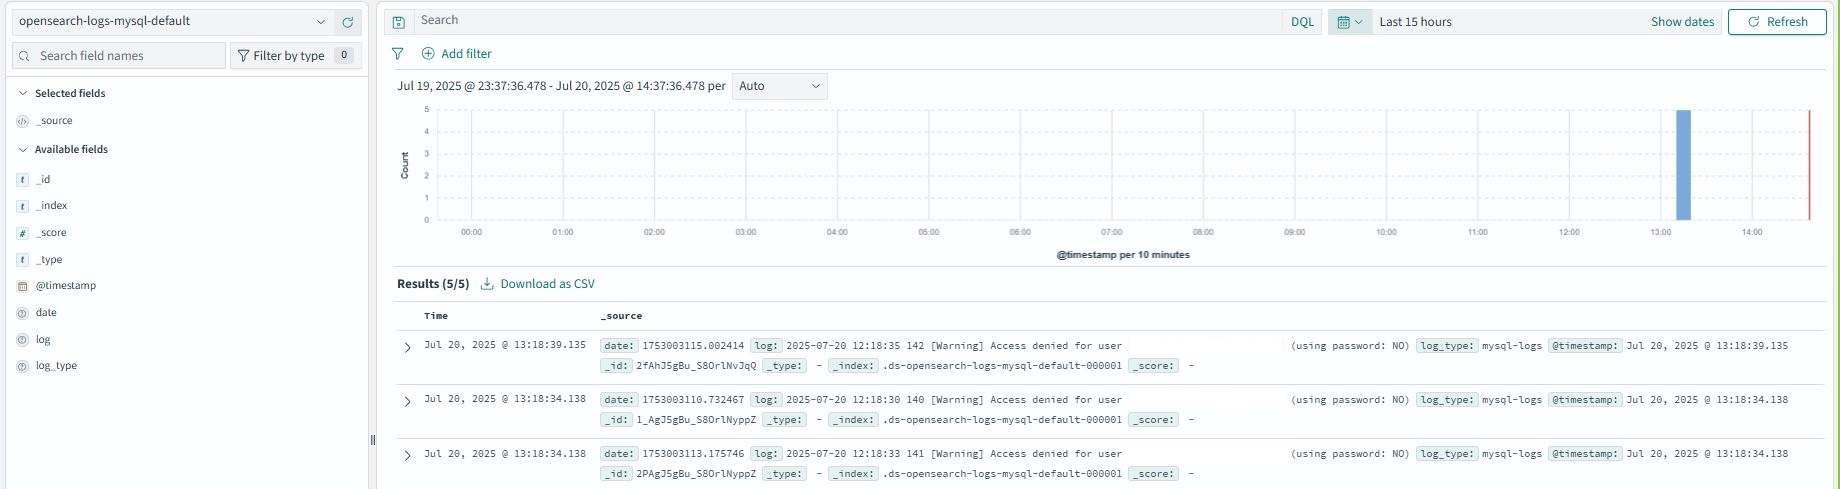 opensearch-logs-mysql-default
Search field names
Filter by type 0
Selected fields
_source
Available fields
t _id
t _index
# _score
t _type
@timestamp
date
log
log_type
Search
DQL
Last 15 hours
Show dates
Refresh
Add filter
Jul 19, 2025 @ 23:37:36.478 - Jul 20, 2025 @ 14:37:36.478 per Auto
5
4
3
2
1
0
Count
00:00 01:00 02:00 03:00 04:00 05:00 06:00 07:00 08:00 09:00 10:00 11:00 12:00 13:00 14:00
@timestamp per 10 minutes
Results (5/5) Download as CSV
Time _source
Jul 20, 2025 @ 13:18:39.135 date: 1753003115.002414 log: 2025-07-20 12:18:35 142 [Warning] Access denied for user (using password: NO) log_type: mysql-logs @timestamp: Jul 20, 2025 @ 13:18:39.135
_id: 2fAhJ5gBu_S8OrlNvJqQ _type: - _index: .ds-opensearch-logs-mysql-default-000001 _score: -
Jul 20, 2025 @ 13:18:34.138 date: 1753003110.732467 log: 2025-07-20 12:18:30 140 [Warning] Access denied for user (using password: NO) log_type: mysql-logs @timestamp: Jul 20, 2025 @ 13:18:34.138
_id: 1_AgJ5gBu_S8OrlNyppZ _type: - _index: .ds-opensearch-logs-mysql-default-000001 _score: -
Jul 20, 2025 @ 13:18:34.138 date: 1753003113.175746 log: 2025-07-20 12:18:33 141 [Warning] Access denied for user (using password: NO) log_type: mysql-logs @timestamp: Jul 20, 2025 @ 13:18:34.138
_id: 2PAgJ5gBu_S8OrlNyppZ _type: - _index: .ds-opensearch-logs-mysql-default-000001 _score: -